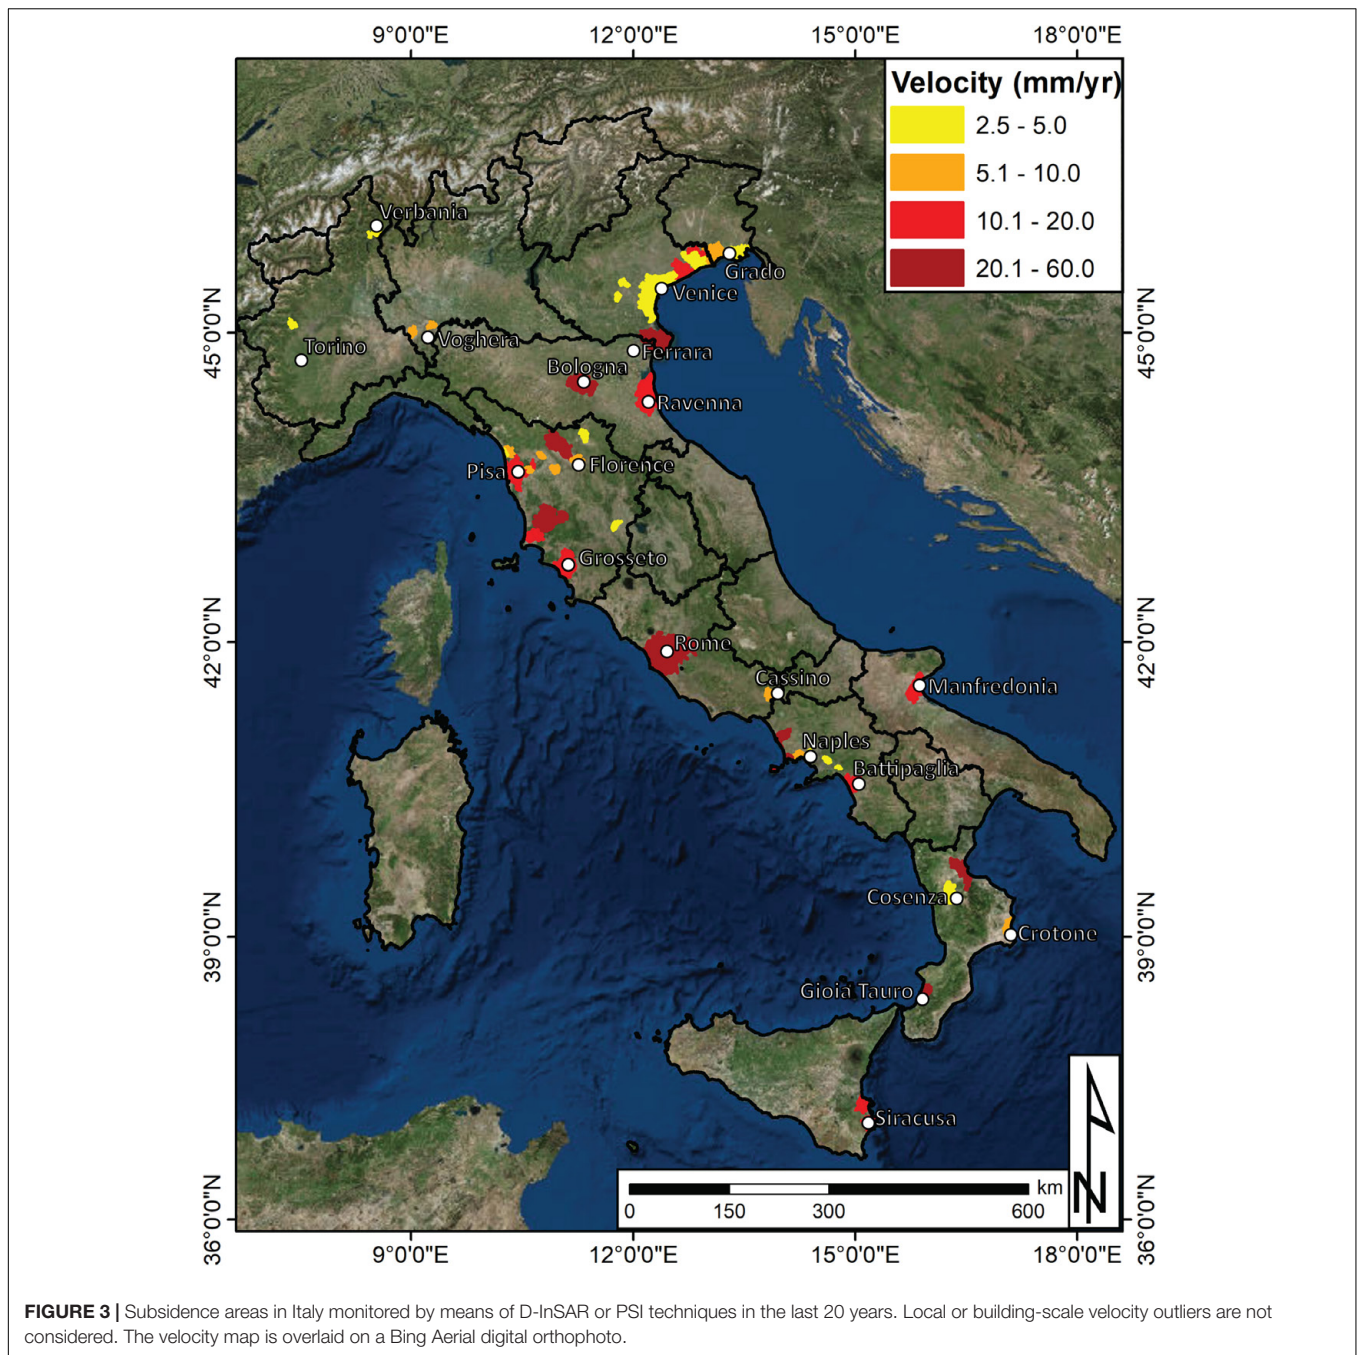 9°0'0"E 12°0'0"E 15°0'0"E 18°0'0"E
Velocity (mm/yr)
2.5 - 5.0
5.1 - 10.0
10.1 - 20.0
20.1 - 60.0
45°0'0"N
42°0'0"N
39°0'0"N
36°0'0"N
45°0'0"N
42°0'0"N
39°0'0"N
36°0'0"N
Verbania
Grado
Venice
Torino
Voghera
Ferrara
Bologna
Ravenna
Pisa
Florence
Grosseto
Rome
Cassino
Manfredonia
Naples
Battipaglia
Cosenza
Crotone
Gioia Tauro
Siracusa
km
0 150 300 600
N
9°0'0"E 12°0'0"E 15°0'0"E 18°0'0"E
FIGURE 3 | Subsidence areas in Italy monitored by means of D-InSAR or PSI techniques in the last 20 years. Local or building-scale velocity outliers are not
considered. The velocity map is overlaid on a Bing Aerial digital orthophoto.